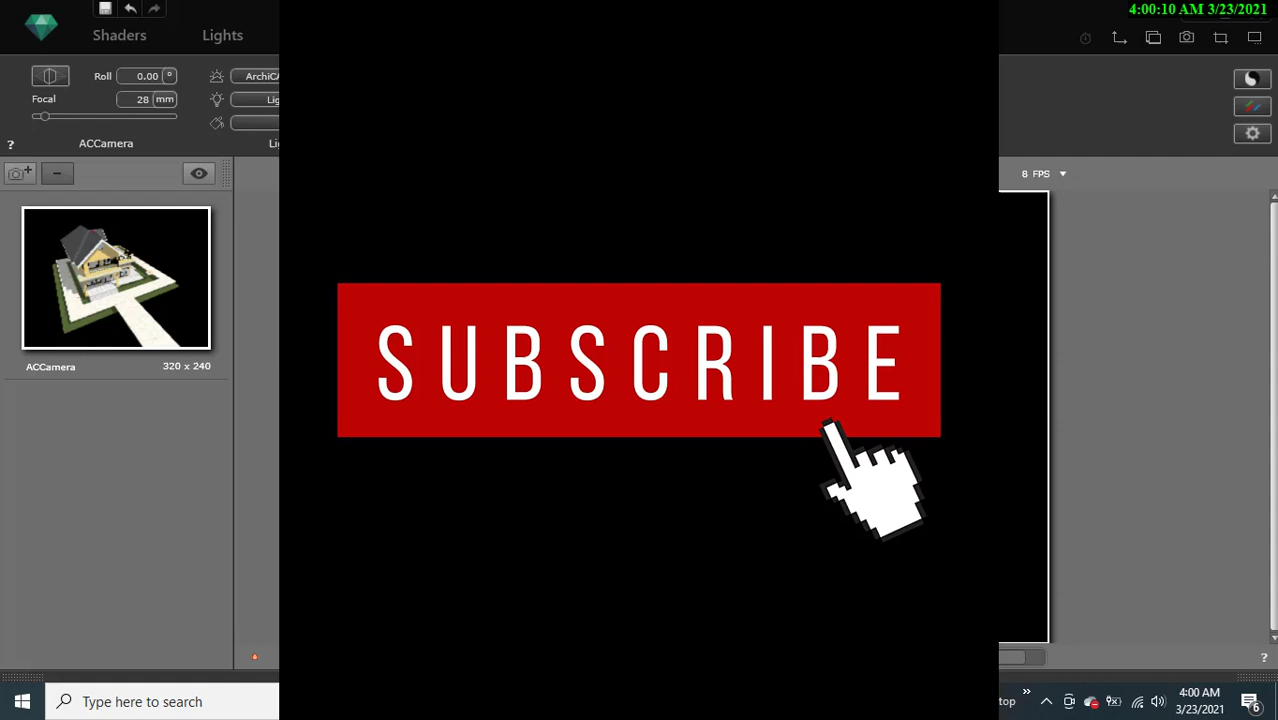 4:00:10 AM 3/23/2021
Shaders
Lights
Roll 0.00 °
ArchiCA
Focal
28 mm
Lig
? ACCamera
Li
8 FPS
ACCamera 320 x 240
SUBSCRIBE
?
Type here to search
top
4:00 AM
3/23/2021
6